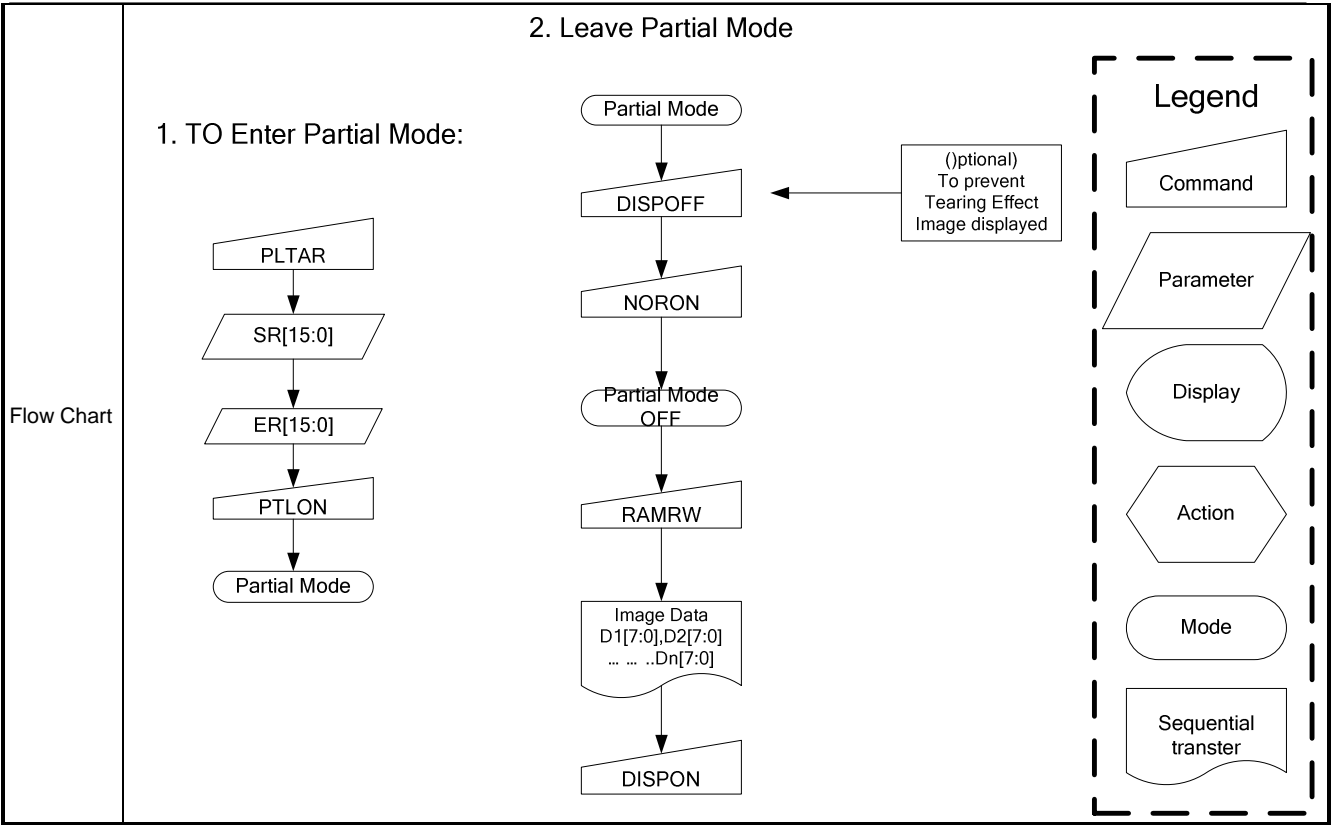 Flow Chart
2. Leave Partial Mode
1. TO Enter Partial Mode:
PLTAR
SR[15:0]
ER[15:0]
PTLON
Partial Mode
Partial Mode
DISPOFF
NORON
Partial Mode
OFF
RAMRW
Image Data
D1[7:0],D2[7:0]
... ... ..Dn[7:0]
DISPON
()ptional)
To prevent
Tearing Effect
Image displayed
Legend
Command
Parameter
Display
Action
Mode
Sequential
transter